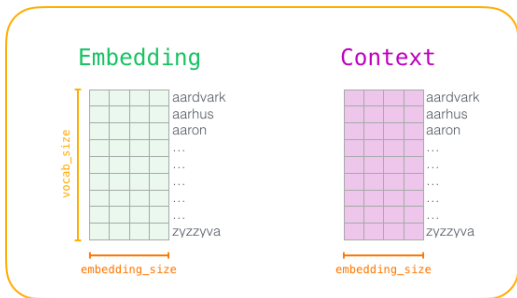 Embedding
Context
vocab_size
aardvark
aarhus
aaron
...
...
...
...
...
zyzzyva
embedding_size
aardvark
aarhus
aaron
...
...
...
...
...
zyzzyva
embedding_size